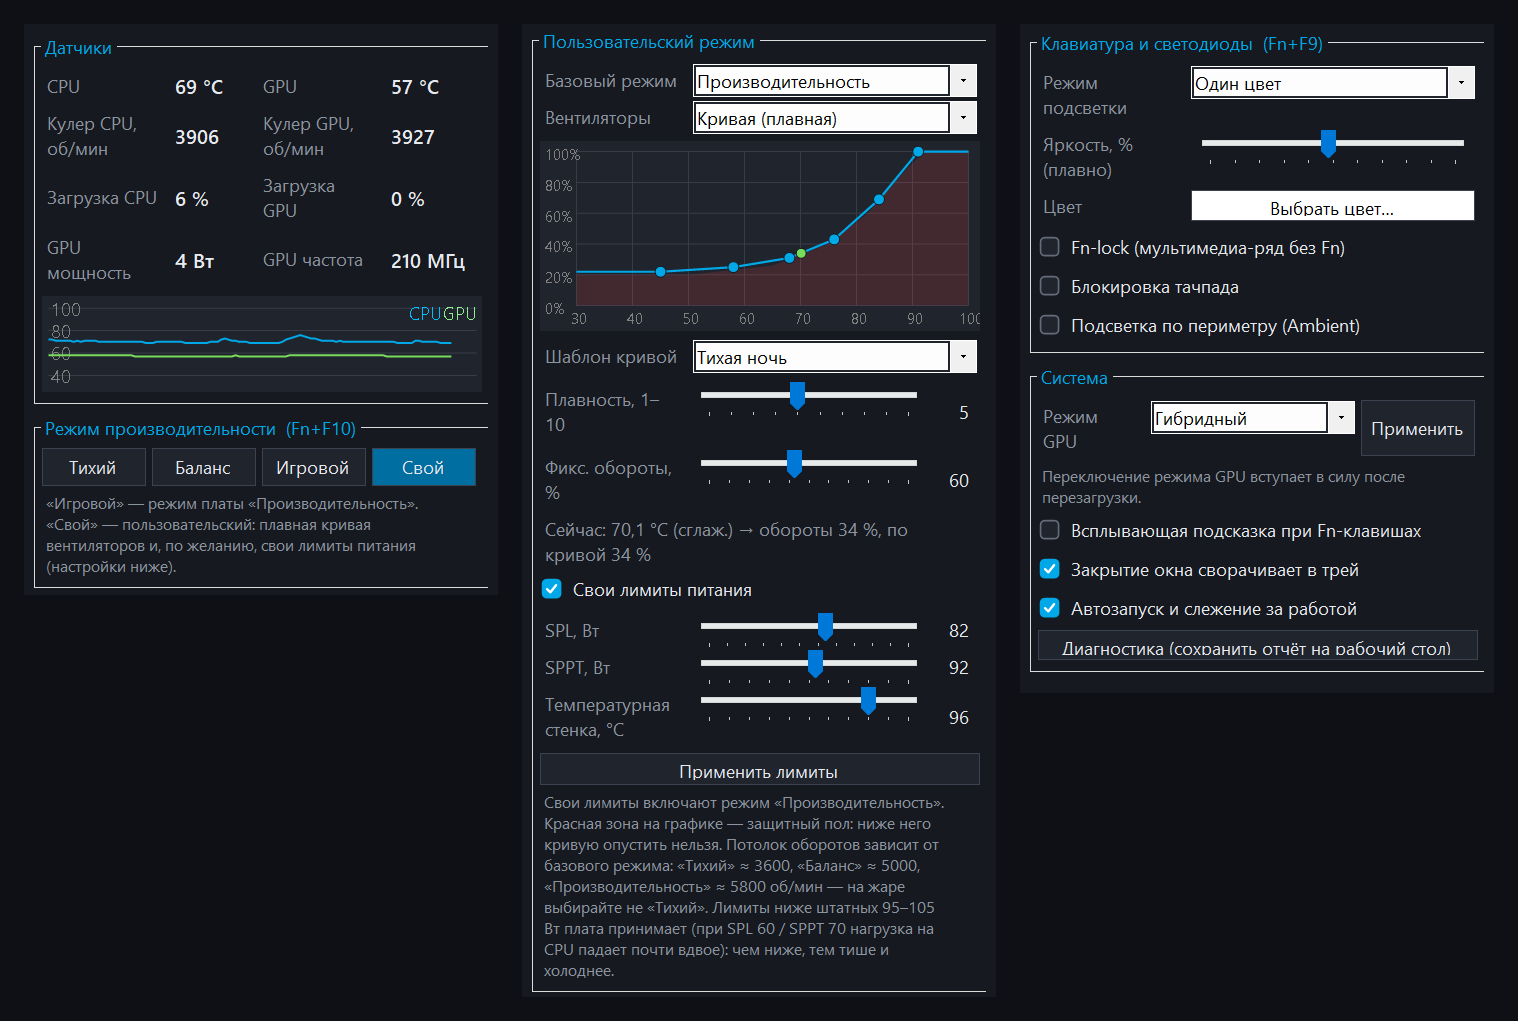 Датчики
CPU 69 °C GPU 57 °C
Кулер CPU, об/мин 3906 Кулер GPU, об/мин 3927
Загрузка CPU 6 % Загрузка GPU 0 %
GPU мощность 4 Вт GPU частота 210 МГц
100
80
60
40
CPU GPU
Режим производительности (Fn+F10)
Тихий Баланс Игровой Свой
«Игровой» — режим платы «Производительность».
«Свой» — пользовательский: плавная кривая
вентиляторов и, по желанию, свои лимиты питания
(настройки ниже).
Пользовательский режим
Базовый режим Производительность
Вентиляторы Кривая (плавная)
100%
80%
60%
40%
20%
0%
30 40 50 60 70 80 90 100
Шаблон кривой Тихая ночь
Плавность, 1–
10 5
Фикс. обороты,
% 60
Сейчас: 70,1 °C (сглаж.) → обороты 34 %, по
кривой 34 %
Свои лимиты питания
SPL, Вт 82
SPPT, Вт 92
Температурная
стенка, °C 96
Применить лимиты
Свои лимиты включают режим «Производительность».
Красная зона на графике — защитный пол: ниже него
кривую опустить нельзя. Потолок оборотов зависит от
базового режима: «Тихий» ≈ 3600, «Баланс» ≈ 5000,
«Производительность» ≈ 5800 об/мин — на жаре
выбирайте не «Тихий». Лимиты ниже штатных 95–105
Вт плата принимает (при SPL 60 / SPPT 70 нагрузка на
CPU падает почти вдвое): чем ниже, тем тише и
холоднее.
Клавиатура и светодиоды (Fn+F9)
Режим
подсветки Один цвет
Яркость, %
(плавно)
Цвет Выбрать цвет...
Fn-lock (мультимедиа-ряд без Fn)
Блокировка тачпада
Подсветка по периметру (Ambient)
Система
Режим
GPU Гибридный Применить
Переключение режима GPU вступает в силу после
перезагрузки.
Всплывающая подсказка при Fn-клавишах
Закрытие окна сворачивает в трей
Автозапуск и слежение за работой
Диагностика (сохранить отчёт на рабочий стол)